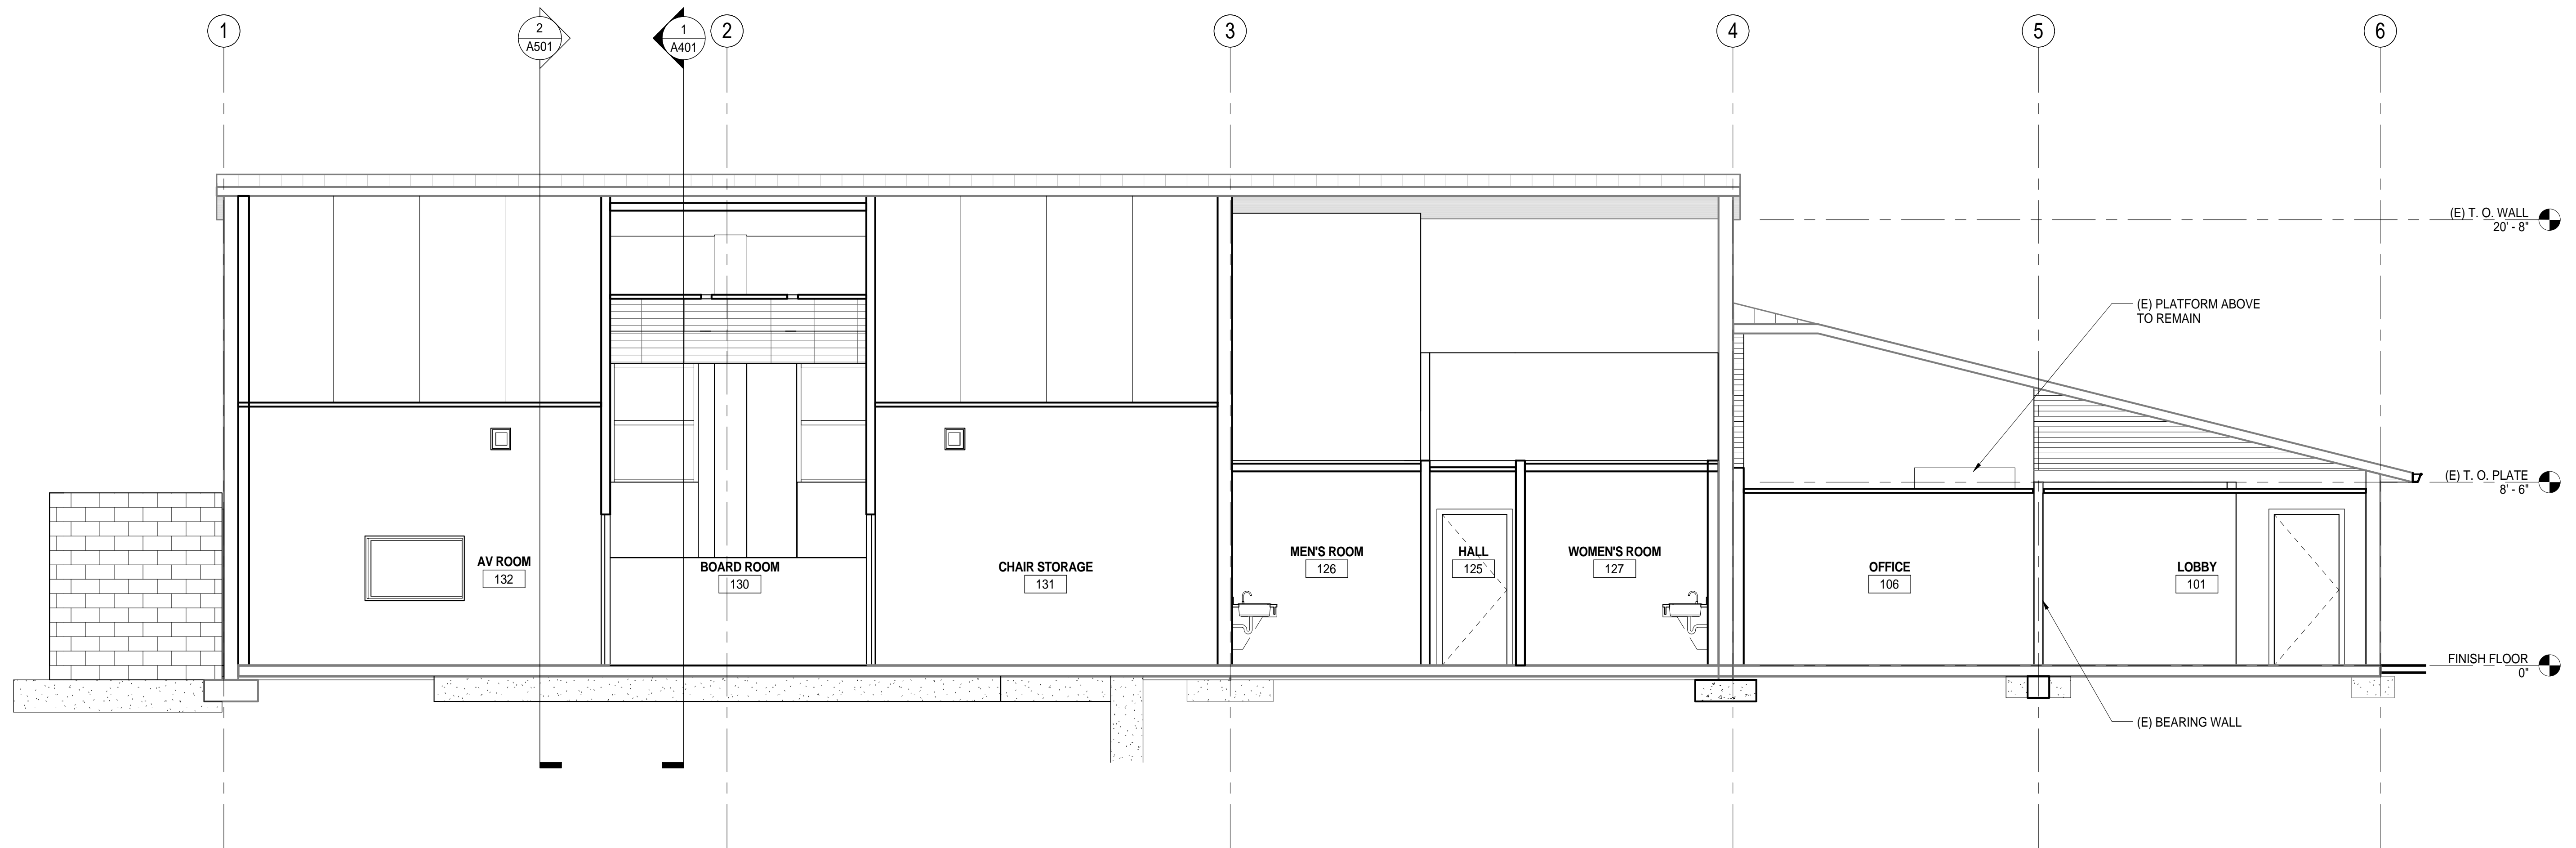 1
2
A501
1
A401
2
3
4
5
6
(E) T. O. WALL
20' - 8"
(E) PLATFORM ABOVE
TO REMAIN
(E) T. O. PLATE
8' - 6"
AV ROOM
132
BOARD ROOM
130
CHAIR STORAGE
131
MEN'S ROOM
126
HALL
125
WOMEN'S ROOM
127
OFFICE
106
LOBBY
101
FINISH FLOOR
0"
(E) BEARING WALL